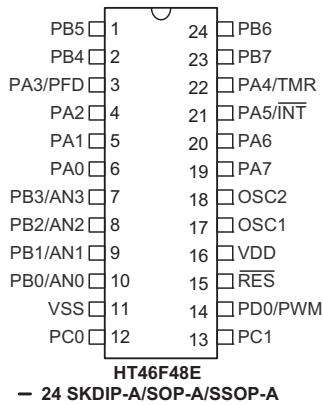 PB5 1 24 PB6
PB4 2 23 PB7
PA3/PFD 3 22 PA4/TMR
PA2 4 21 PA5/INT
PA1 5 20 PA6
PA0 6 19 PA7
PB3/AN3 7 18 OSC2
PB2/AN2 8 17 OSC1
PB1/AN1 9 16 VDD
PB0/AN0 10 15 RES
VSS 11 14 PD0/PWM
PC0 12 13 PC1
HT46F48E
– 24 SKDIP-A/SOP-A/SSOP-A